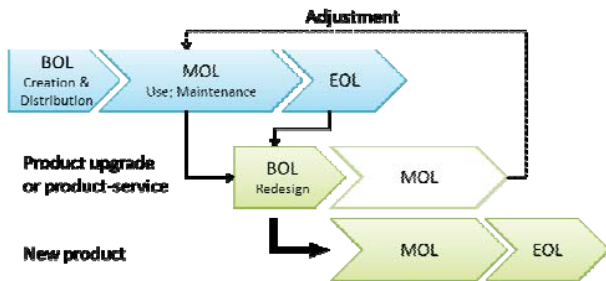 Adjustment
BOL
Creation &
Distribution
MOL
Use; Maintenance
EOL
Product upgrade
or product-service
BOL
Redesign
MOL
New product
MOL
EOL